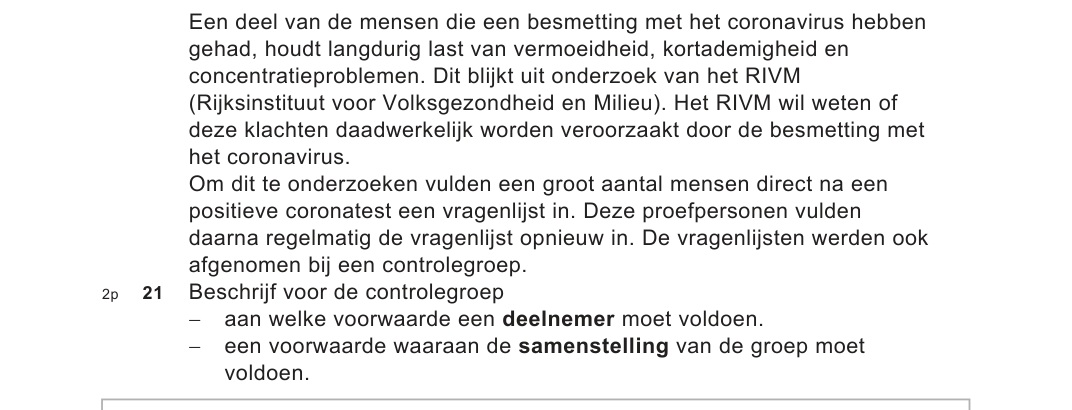 Een deel van de mensen die een besmetting met het coronavirus hebben
gehad, houdt langdurig last van vermoeidheid, kortademigheid en
concentratieproblemen. Dit blijkt uit onderzoek van het RIVM
(Rijksinstituut voor Volksgezondheid en Milieu). Het RIVM wil weten of
deze klachten daadwerkelijk worden veroorzaakt door de besmetting met
het coronavirus.
Om dit te onderzoeken vulden een groot aantal mensen direct na een
positieve coronatest een vragenlijst in. Deze proefpersonen vulden
daarna regelmatig de vragenlijst opnieuw in. De vragenlijsten werden ook
afgenomen bij een controlegroep.
2p 21 Beschrijf voor de controlegroep
– aan welke voorwaarde een deelnemer moet voldoen.
– een voorwaarde waaraan de samenstelling van de groep moet
voldoen.